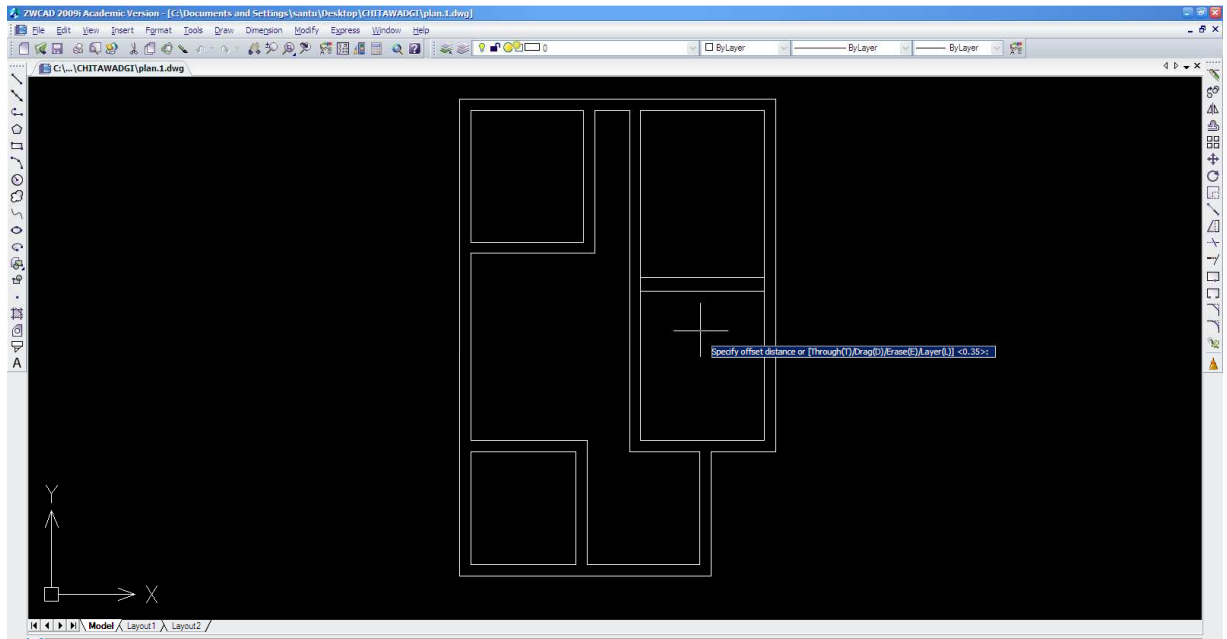 ZWCAD 2009i Academic Version - [C:\Documents and Settings\santu\Desktop\CHITAWADGI\plan.1.dwg]
File Edit View Insert Format Tools Draw Dimension Modify Express Window Help
0 ByLayer ByLayer ByLayer
C:\...\CHITAWADGI\plan.1.dwg
A
Specify offset distance or [Through(T)/Drag(D)/Erase(E)/Layer(L)] <0.35>:
Y
X
Model Layout1 Layout2